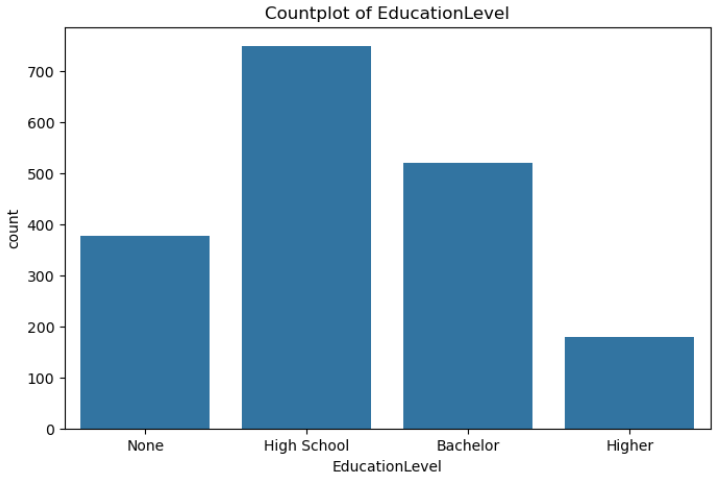 Countplot of EducationLevel
700
600
500
400
300
200
100
0
count
None
High School
Bachelor
Higher
EducationLevel